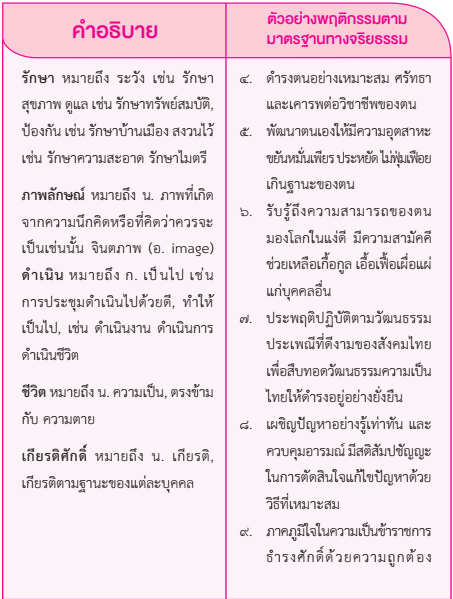 คำอธิบาย
ตัวอย่างพฤติกรรมตาม
มาตรฐานทางจริยธรรม
รักษา หมายถึง ระวัง เช่น รักษา
สุขภาพ ดูแล เช่น รักษาทรัพย์สมบัติ,
ป้องกัน เช่น รักษาบ้านเมือง สงวนไว้
เช่น รักษาความสะอาด รักษาไมตรี
ภาพลักษณ์ หมายถึง น. ภาพที่เกิด
จากความนึกคิดหรือที่คิดว่าควรจะ
เป็นเช่นนั้น จินตภาพ (อ. image)
ดำเนิน หมายถึง ก. เป็นไป เช่น
การประชุมดำเนินไปด้วยดี, ทำให้
เป็นไป, เช่น ดำเนินงาน ดำเนินการ
ดำเนินชีวิต
ชีวิต หมายถึง น. ความเป็น, ตรงข้าม
กับ ความตาย
เกียรติศักดิ์ หมายถึง น. เกียรติ,
เกียรติตามฐานะของแต่ละบุคคล
๔. ดำรงตนอย่างเหมาะสม ศรัทธา
และเคารพต่อวิชาชีพของตน
๕. พัฒนาตนเองให้มีความอุตสาหะ
ขยันหมั่นเพียร ประหยัด ไม่ฟุ่มเฟือย
เกินฐานะของตน
๖. รับรู้ถึงความสามารถของตน
มองโลกในแง่ดี มีความสามัคคี
ช่วยเหลือเกื้อกูล เอื้อเฟื้อเผื่อแผ่
แก่บุคคลอื่น
๗. ประพฤติปฏิบัติตามวัฒนธรรม
ประเพณีที่ดีงามของสังคมไทย
เพื่อสืบทอดวัฒนธรรมความเป็น
ไทยให้ดำรงอยู่อย่างยั่งยืน
๘. เผชิญปัญหาอย่างรู้เท่าทัน และ
ควบคุมอารมณ์ มีสติสัมปชัญญะ
ในการตัดสินใจแก้ไขปัญหาด้วย
วิธีที่เหมาะสม
๙. ภาคภูมิใจในความเป็นข้าราชการ
ธำรงศักดิ์ด้วยความถูกต้อง